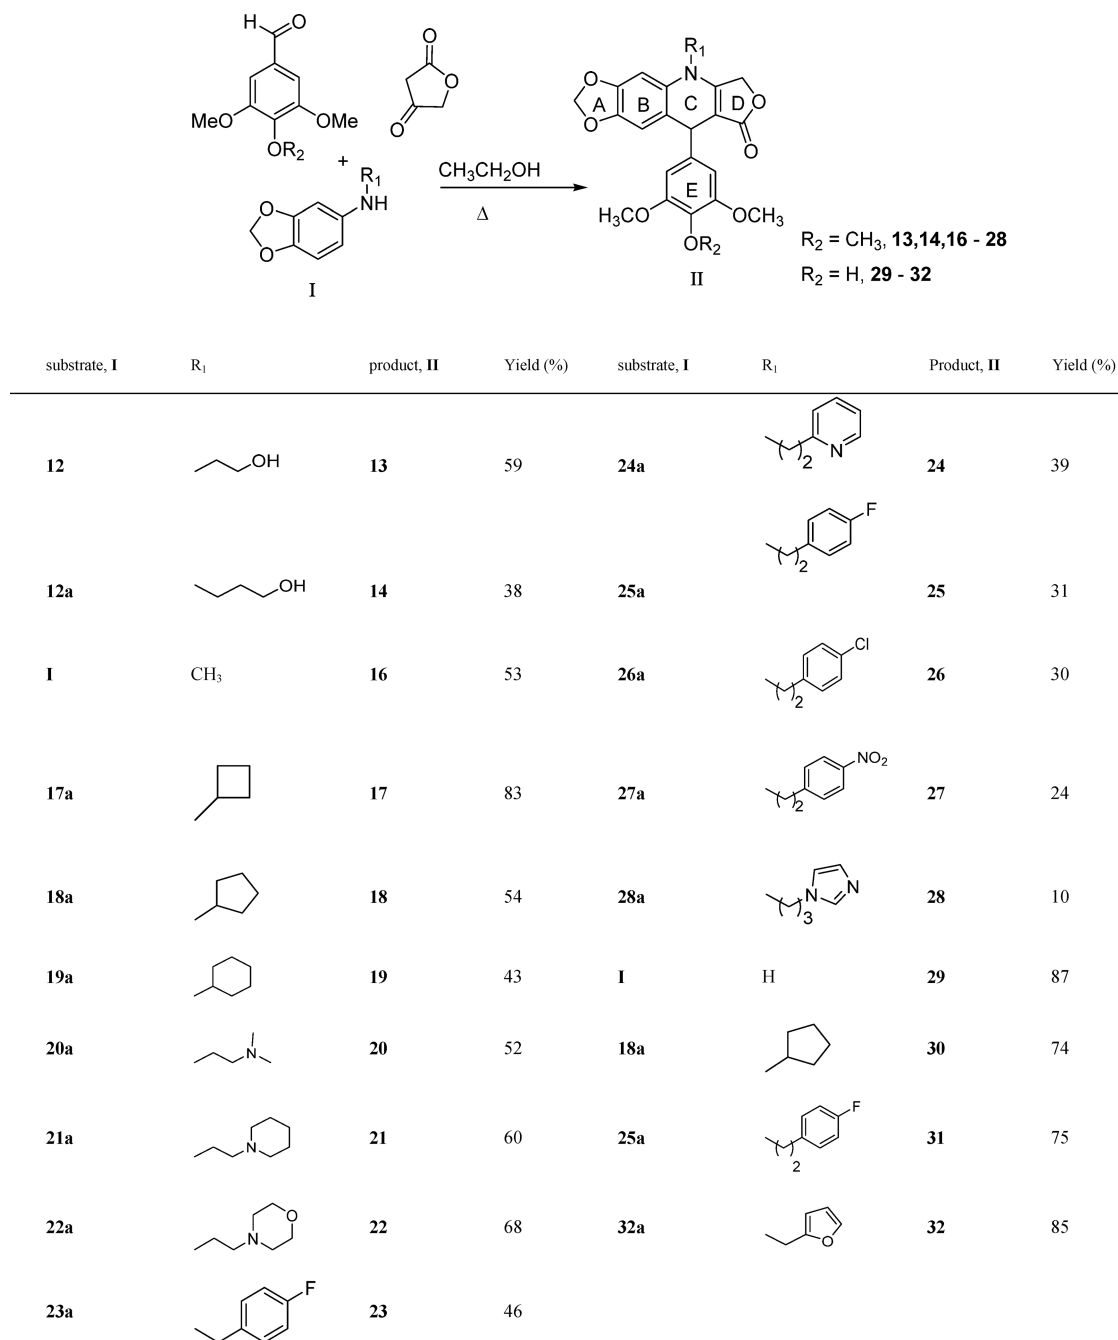 H
O
O
R1
N
O
O
O
A
B
C
D
O
O
O
MeO
OMe
O
OR2
+
R1
NH
CH3CH2OH
Δ
E
H3CO
OCH3
OR2
O
O
I
II
R2 = CH3, 13,14,16 - 28
R2 = H, 29 - 32
substrate, I R1 product, II Yield (%) substrate, I R1 Product, II Yield (%)
12 OH 13 59 24a ( )2 N 24 39
12a OH 14 38 25a ( )2 F 25 31
I CH3 16 53 26a ( )2 Cl 26 30
17a 17 83 27a ( )2 NO2 27 24
18a 18 54 28a ( )3 N N 28 10
19a 19 43 I H 29 87
20a N 20 52 18a 30 74
21a N 21 60 25a ( )2 F 31 75
22a N O 22 68 32a O 32 85
23a F 23 46